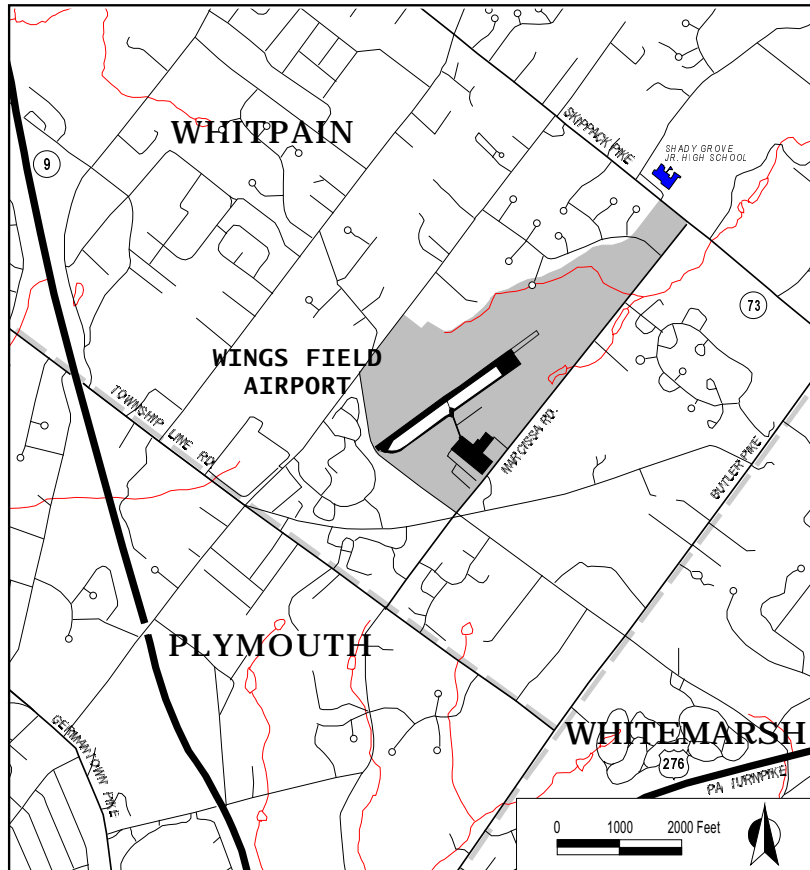 WHITPAIN
SKIPPACK PIKE
SHADY GROVE
JR. HIGH SCHOOL
9
73
WINGS FIELD
AIRPORT
TOWNSHIP LINE RD.
NARCISSA RD.
BUTLER PIKE
PLYMOUTH
GERMANTOWN PIKE
WHITEMARSH
276
PA TURNPIKE
0 1000 2000 Feet